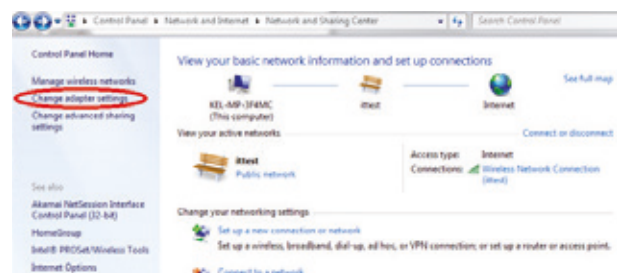 Control Panel ▸ Network and Internet ▸ Network and Sharing Center
Search Control Panel
Control Panel Home
Manage wireless networks
Change adapter settings
Change advanced sharing
settings
See also
Akamai NetSession Interface
Control Panel (32-bit)
HomeGroup
Intel® PROSet/Wireless Tools
Internet Options
View your basic network information and set up connections
KEL-MP-3F4MC
(This computer)
ittest
Internet
See full map
View your active networks
Connect or disconnect
ittest
Public network
Access type: Internet
Connections: Wireless Network Connection
(ittest)
Change your networking settings
Set up a new connection or network
Set up a wireless, broadband, dial-up, ad hoc, or VPN connection; or set up a router or access point.
Connect to a network